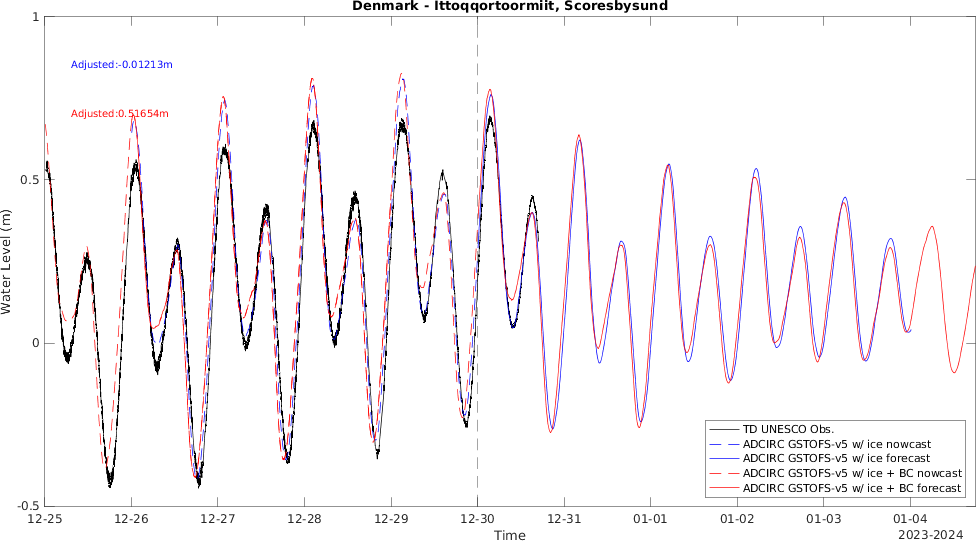 Denmark - Ittoqqortoormiit, Scoresbysund
1
Adjusted:-0.01213m
Adjusted:0.51654m
0.5
Water Level (m)
0
TD UNESCO Obs.
ADCIRC GSTOFS-v5 w/ ice nowcast
ADCIRC GSTOFS-v5 w/ ice forecast
ADCIRC GSTOFS-v5 w/ ice + BC nowcast
ADCIRC GSTOFS-v5 w/ ice + BC forecast
-0.5
12-25 12-26 12-27 12-28 12-29 12-30 12-31 01-01 01-02 01-03 01-04
Time
2023-2024